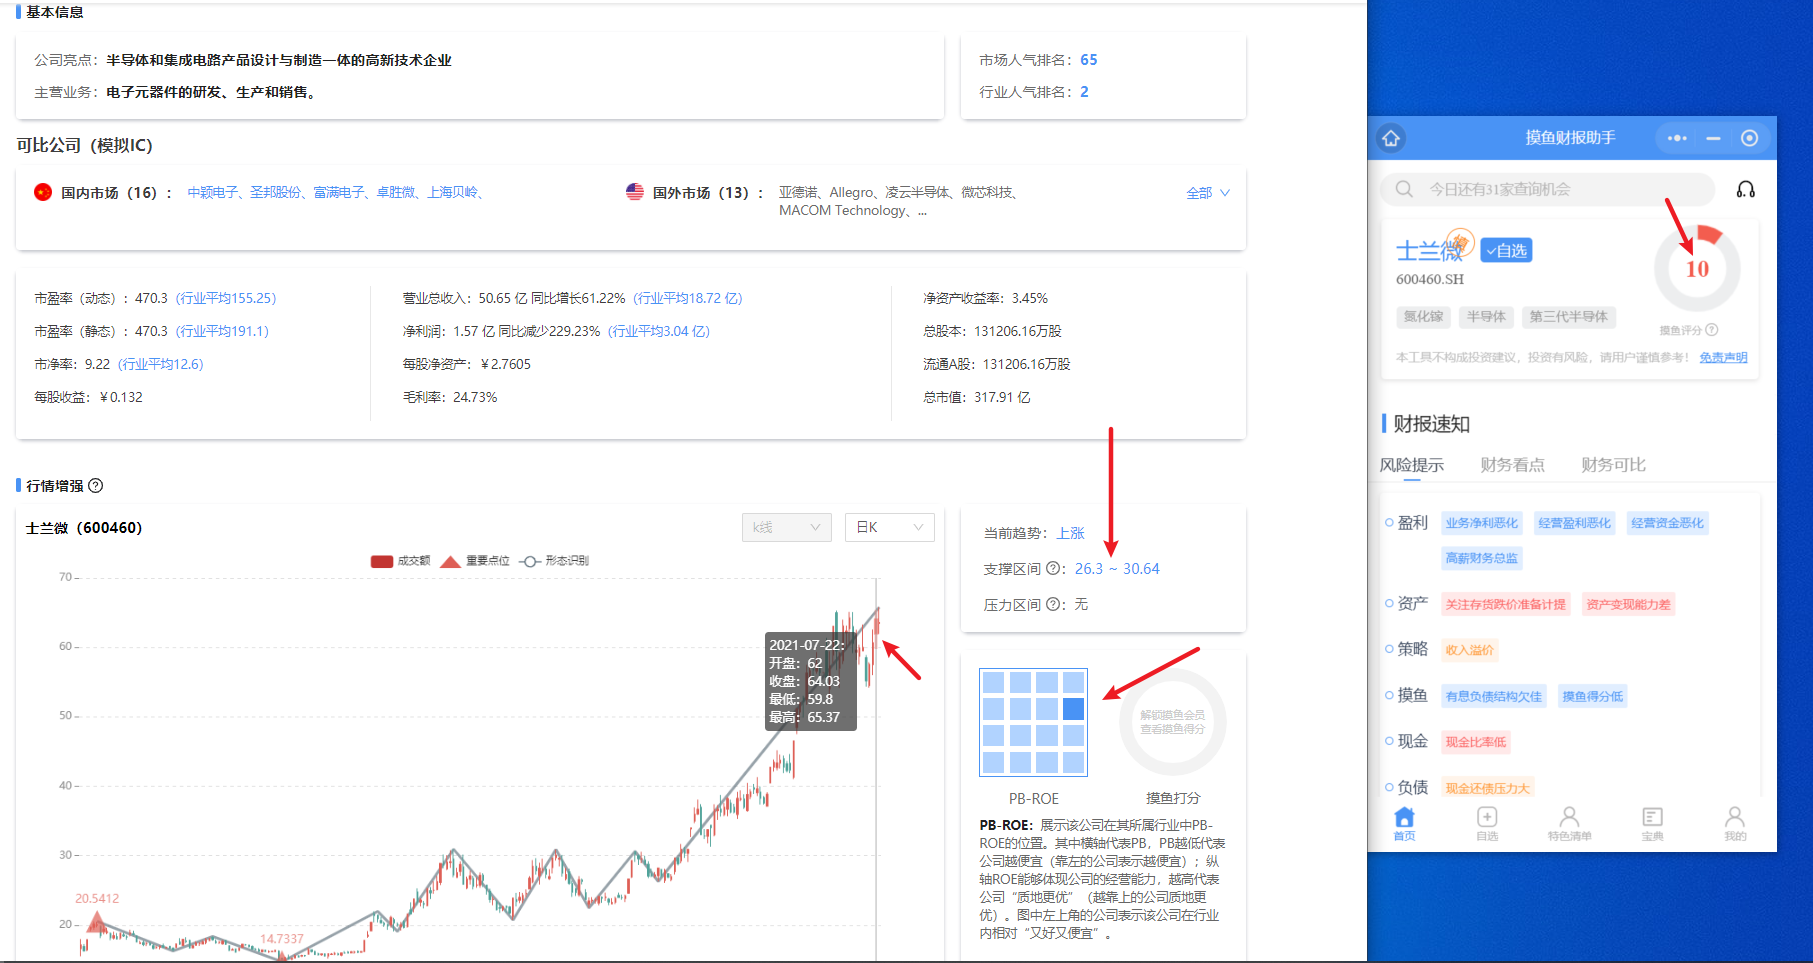 基本信息
公司亮点：半导体和集成电路产品设计与制造一体的高新技术企业
主营业务：电子元器件的研发、生产和销售。
市场人气排名：65
行业人气排名：2
可比公司（模拟IC）
国内市场（16）：中颖电子、圣邦股份、富满电子、卓胜微、上海贝岭、
国外市场（13）：亚德诺、Allegro、凌云半导体、微芯科技、
MACOM Technology、...
全部
市盈率（动态）：470.3（行业平均155.25）
市盈率（静态）：470.3（行业平均191.1）
市净率：9.22（行业平均12.6）
每股收益：￥0.132
营业总收入：50.65 亿 同比增长61.22%（行业平均18.72 亿）
净利润：1.57 亿 同比减少229.23%（行业平均3.04 亿）
每股净资产：￥2.7605
毛利率：24.73%
净资产收益率：3.45%
总股本：131206.16万股
流通A股：131206.16万股
总市值：317.91 亿
行情增强 ?
士兰微（600460）
k线
日K
成交额 重要点位 形态识别
70
60
50
40
30
20
20.5412
14.7337
2021-07-22：
开盘：62
收盘：64.03
最低：59.8
最高：65.37
当前趋势：上涨
支撑区间 ?：26.3 ~ 30.64
压力区间 ?：无
解锁摸鱼会员
查看摸鱼得分
PB-ROE
摸鱼打分
PB-ROE：展示该公司在其所属行业中PB-
ROE的位置。其中横轴代表PB，PB越低代表
公司越便宜（靠左的公司表示越便宜）；纵
轴ROE能够体现公司的经营能力，越高代表
公司“质地更优”（越靠上的公司质地更
优）。图中左上角的公司表示该公司在行业
内相对“又好又便宜”。
摸鱼财报助手
今日还有31家查询机会
士兰微
自选
600460.SH
10
氮化镓 半导体 第三代半导体
摸鱼评分 ?
本工具不构成投资建议，投资有风险，请用户谨慎参考！ 免责声明
财报速知
风险提示 财务看点 财务可比
盈利 业务净利恶化 经营盈利恶化 经营资金恶化
高薪财务总监
资产 关注存货跌价准备计提 资产变现能力差
策略 收入溢价
摸鱼 有息负债结构欠佳 摸鱼得分低
现金 现金比率低
负债 现金还债压力大
首页 自选 特色清单 宝典 我的